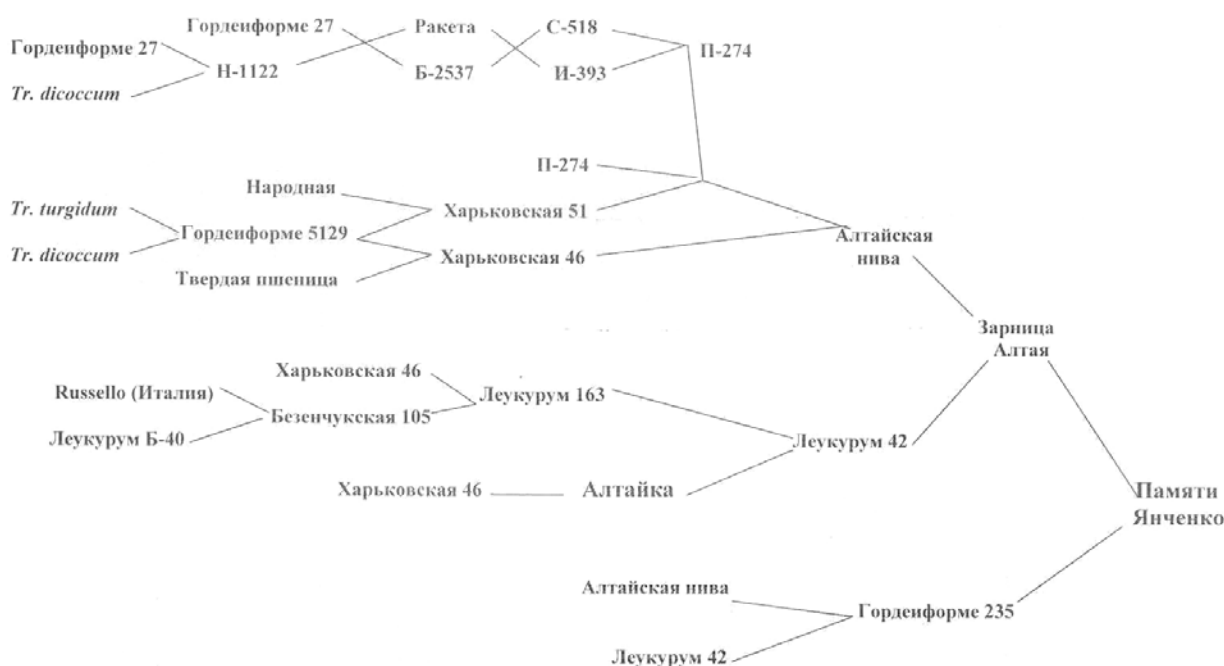 Гордеиформе 27
Ракета
С-518
Гордеиформе 27
П-274
Н-1122
Б-2537
И-393
Tr. dicoccum
П-274
Народная
Tr. turgidum
Харьковская 51
Гордеиформе 5129
Алтайская
нива
Tr. dicoccum
Харьковская 46
Твердая пшеница
Зарница
Алтая
Харьковская 46
Russello (Италия)
Леукурум 163
Безенчукская 105
Леукурум Б-40
Леукурум 42
Харьковская 46
Алтайка
Памяти
Янченко
Алтайская нива
Гордеиформе 235
Леукурум 42